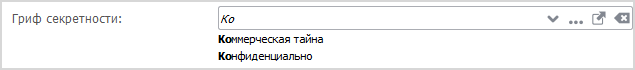 Гриф секретности: Ко
Коммерческая тайна
Конфиденциально